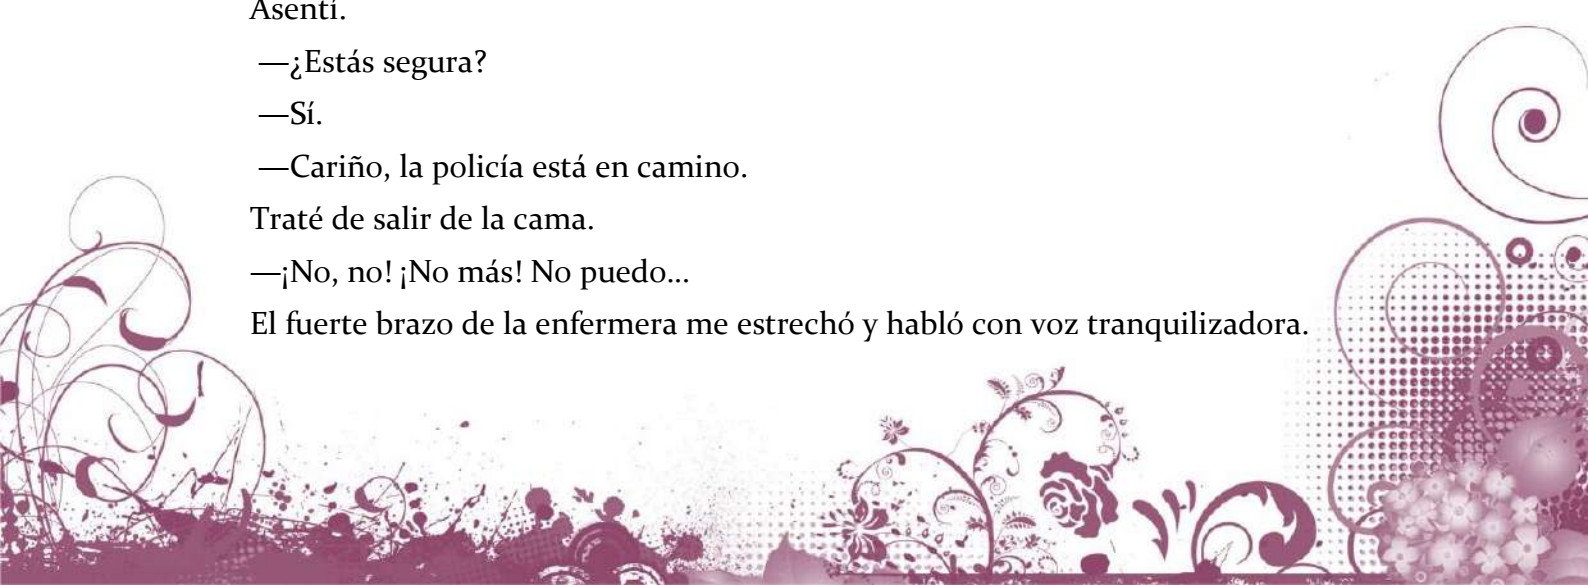 Asentí.
—¿Estás segura?
—Sí.
—Cariño, la policía está en camino.
Traté de salir de la cama.
—¡No, no! ¡No más! No puedo...
El fuerte brazo de la enfermera me estrechó y habló con voz tranquilizadora.